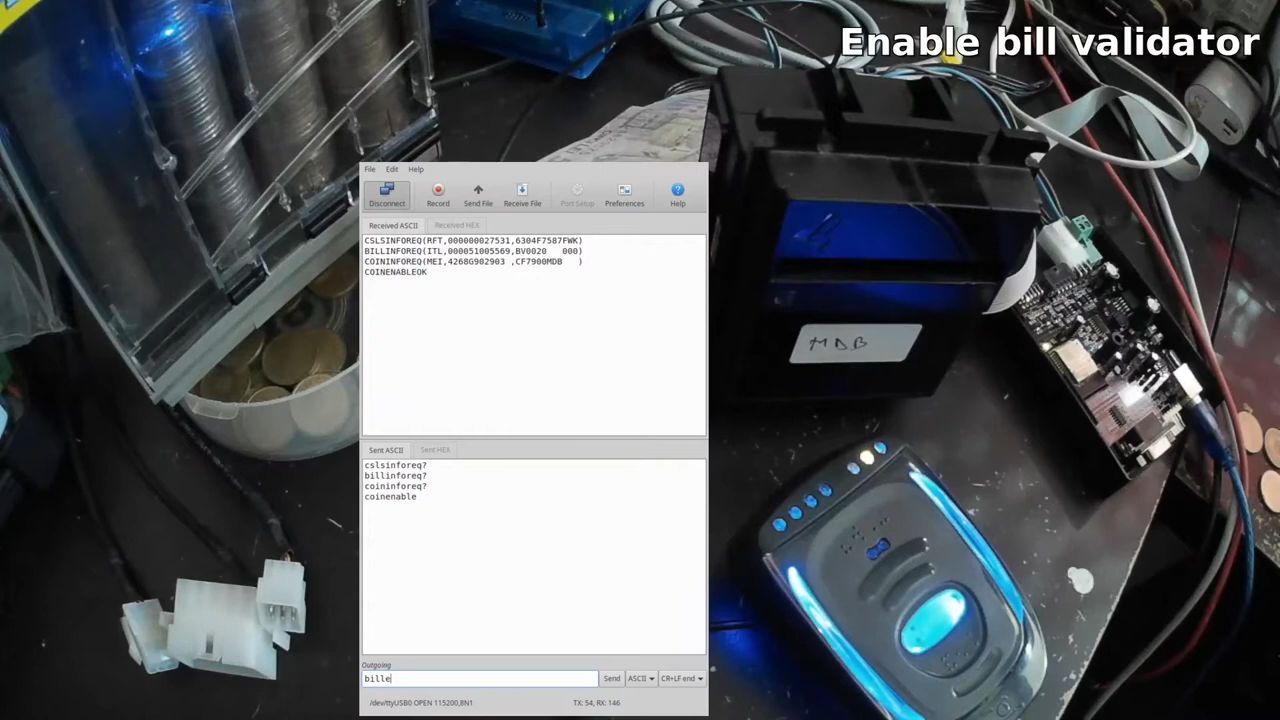 Enable bill validator
File Edit Help
Disconnect Record Send File Receive File Port Setup Preferences Help
Received ASCII Received HEX
CSLSINFOREQ(RFT,000000027531,6304F7587FWK)
BILLINFOREQ(ITL,000051005569,BV0020   000)
COININFOREQ(MEI,4268G902903 ,CF7900MDB   )
COINENABLEOK
MDB
Sent ASCII Sent HEX
cslsinforeq?
billinforeq?
coininforeq?
coinenable
Outgoing
bille Send ASCII CR+LF end
/dev/ttyUSB0 OPEN 115200,8N1 TX: 54, RX: 146